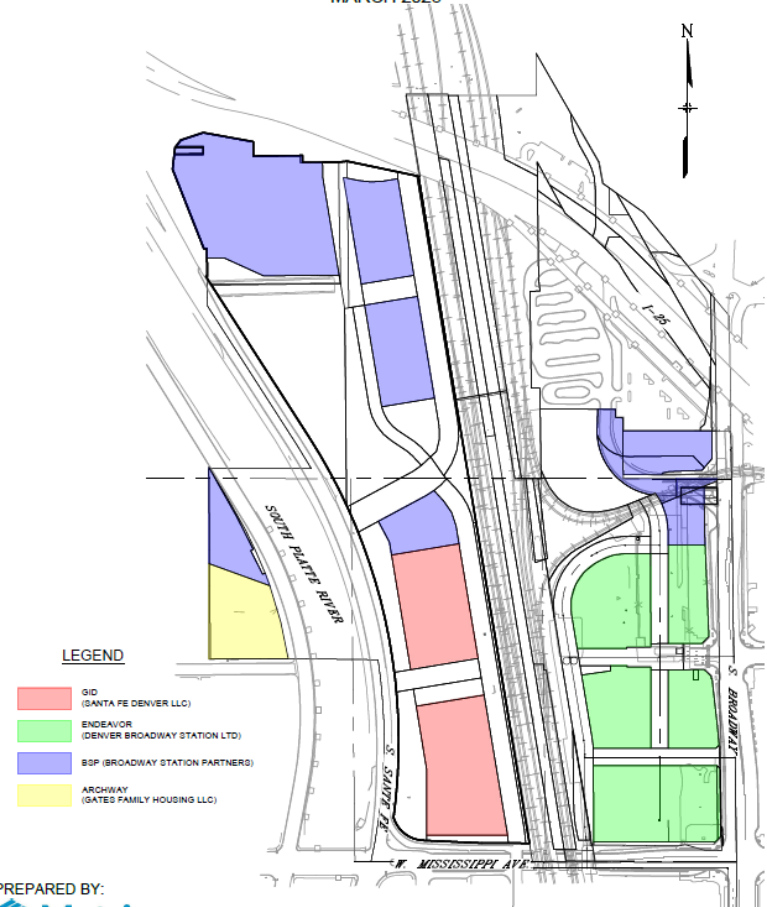 N
I-25
SOUTH PLATTE RIVER
LEGEND
GID
(SANTA FE DENVER LLC)
ENDEAVOR
(DENVER BROADWAY STATION LTD)
BSP (BROADWAY STATION PARTNERS)
ARCHWAY
(GATES FAMILY HOUSING LLC)
S. BROADWAY
S. SANTE FE
W. MISSISSIPPI AVE
PREPARED BY: